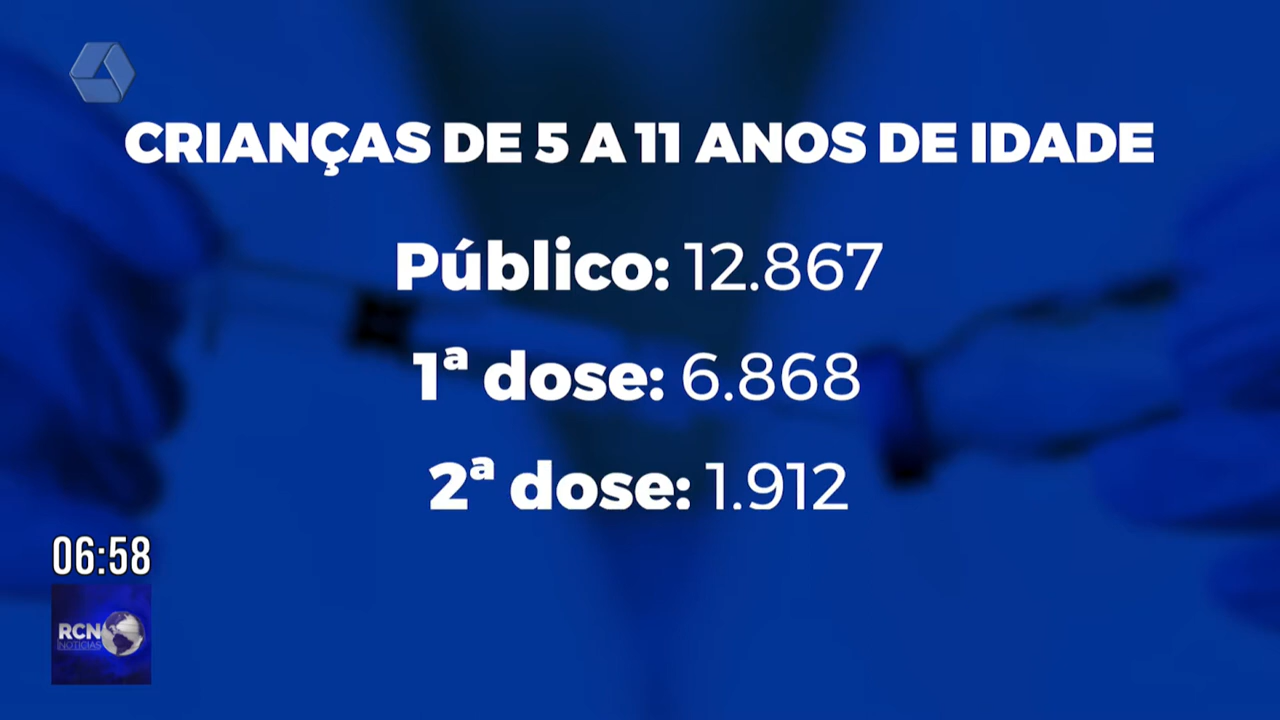 CRIANÇAS DE 5 A 11 ANOS DE IDADE
Público: 12.867
1ª dose: 6.868
2ª dose: 1.912
06:58
RCN
NOTÍCIAS